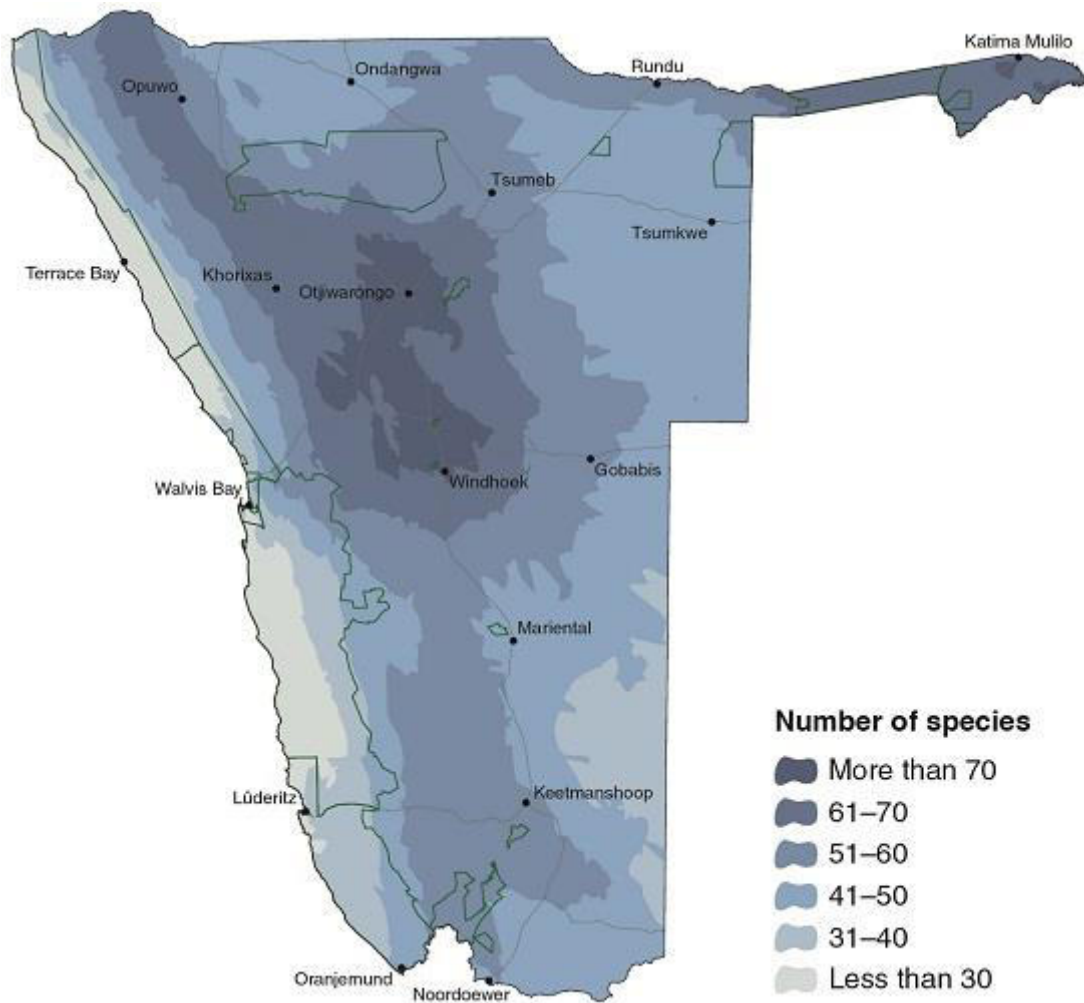 Katima Mulilo
Rundu
Ondangwa
Opuwo
Tsumeb
Tsumkwe
Terrace Bay
Khorixas
Otjiwarongo
Gobabis
Windhoek
Walvis Bay
Mariental
Number of species
More than 70
61–70
51–60
41–50
31–40
Less than 30
Keetmanshoop
Lûderitz
Oranjemund
Noordoewer